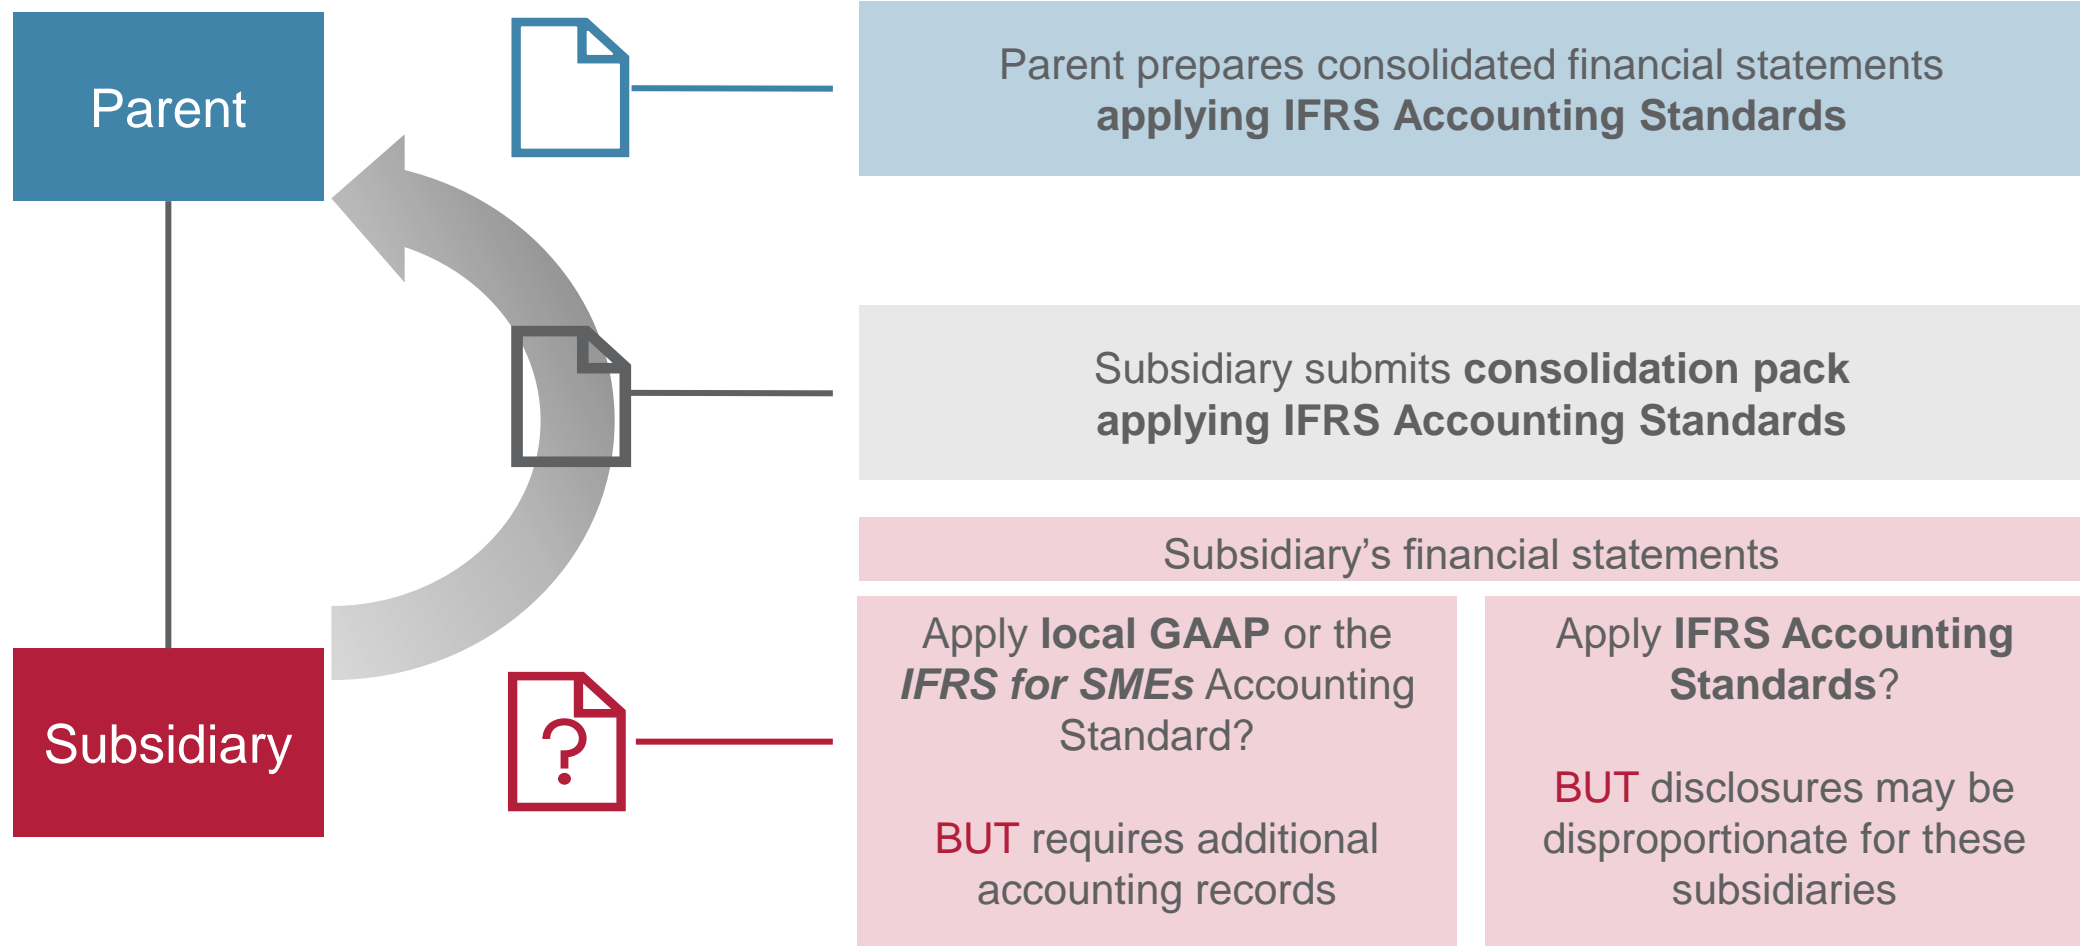 Parent
Parent prepares consolidated financial statements
applying IFRS Accounting Standards
Subsidiary submits consolidation pack
applying IFRS Accounting Standards
Subsidiary’s financial statements
Subsidiary
?
Apply local GAAP or the
IFRS for SMEs Accounting
Standard?
BUT requires additional
accounting records
Apply IFRS Accounting
Standards?
BUT disclosures may be
disproportionate for these
subsidiaries